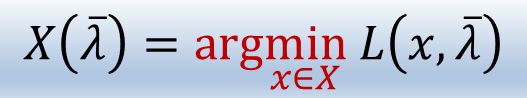 X(λ̄) = argmin L(x, λ̄)
x∈X